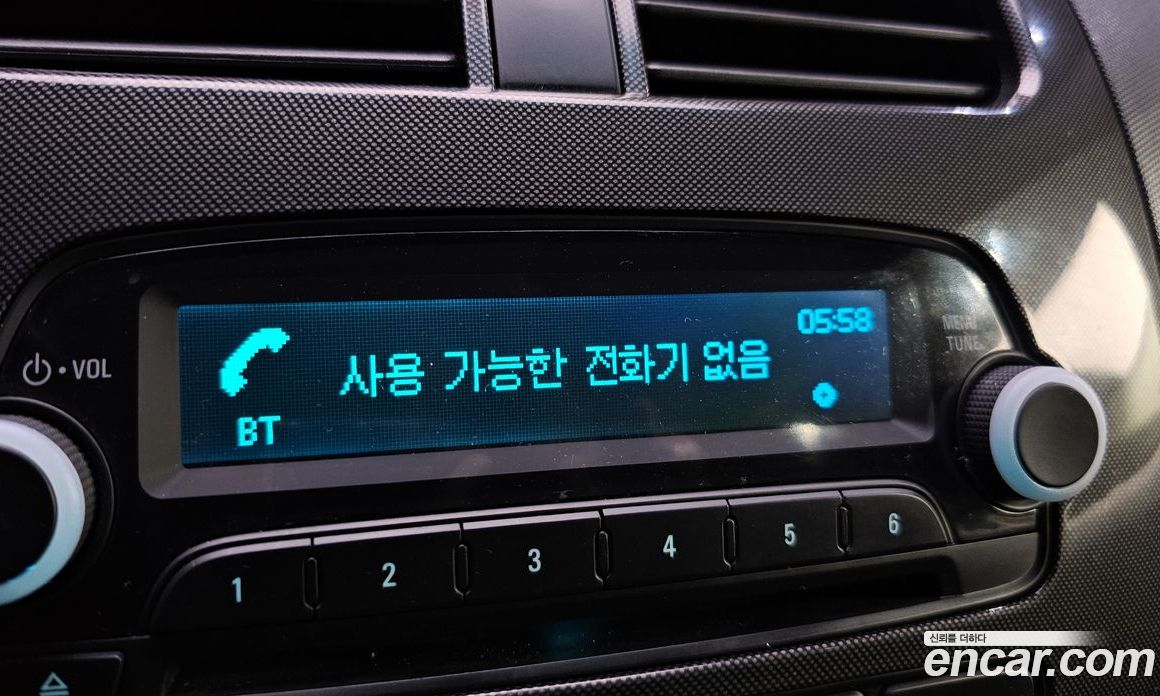 VOL
BT
사용 가능한 전화기 없음
05:58
MENU
TUNE
1 2 3 4 5 6
신뢰를 더하다
encar.com